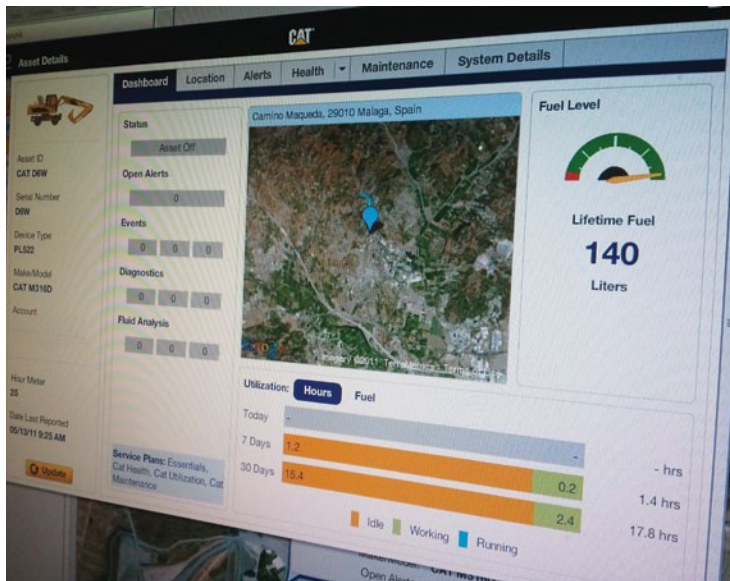 CAT
Asset Details
Dashboard
Location
Alerts
Health
Maintenance
System Details
Asset ID
CAT D6W
Serial Number
D6W
Device Type
PL522
Make/Model
CAT M316D
Account
Hour Meter
25
Date Last Reported
05/13/11 9:25 AM
Update
Status
Asset Off
Open Alerts
0
Events
0 0 0
Diagnostics
0 0 0
Fluid Analysis
0 0 0
Service Plans: Essentials,
Cat Health, Cat Utilization, Cat
Maintenance
Camino Maqueda, 29010 Malaga, Spain
Imagery ©2011
Fuel Level
Lifetime Fuel
140
Liters
Utilization: Hours Fuel
Today - - - hrs
7 Days 1.2 0.2 1.4 hrs
30 Days 15.4 2.4 17.8 hrs
Idle Working Running
Make/Model:
Open